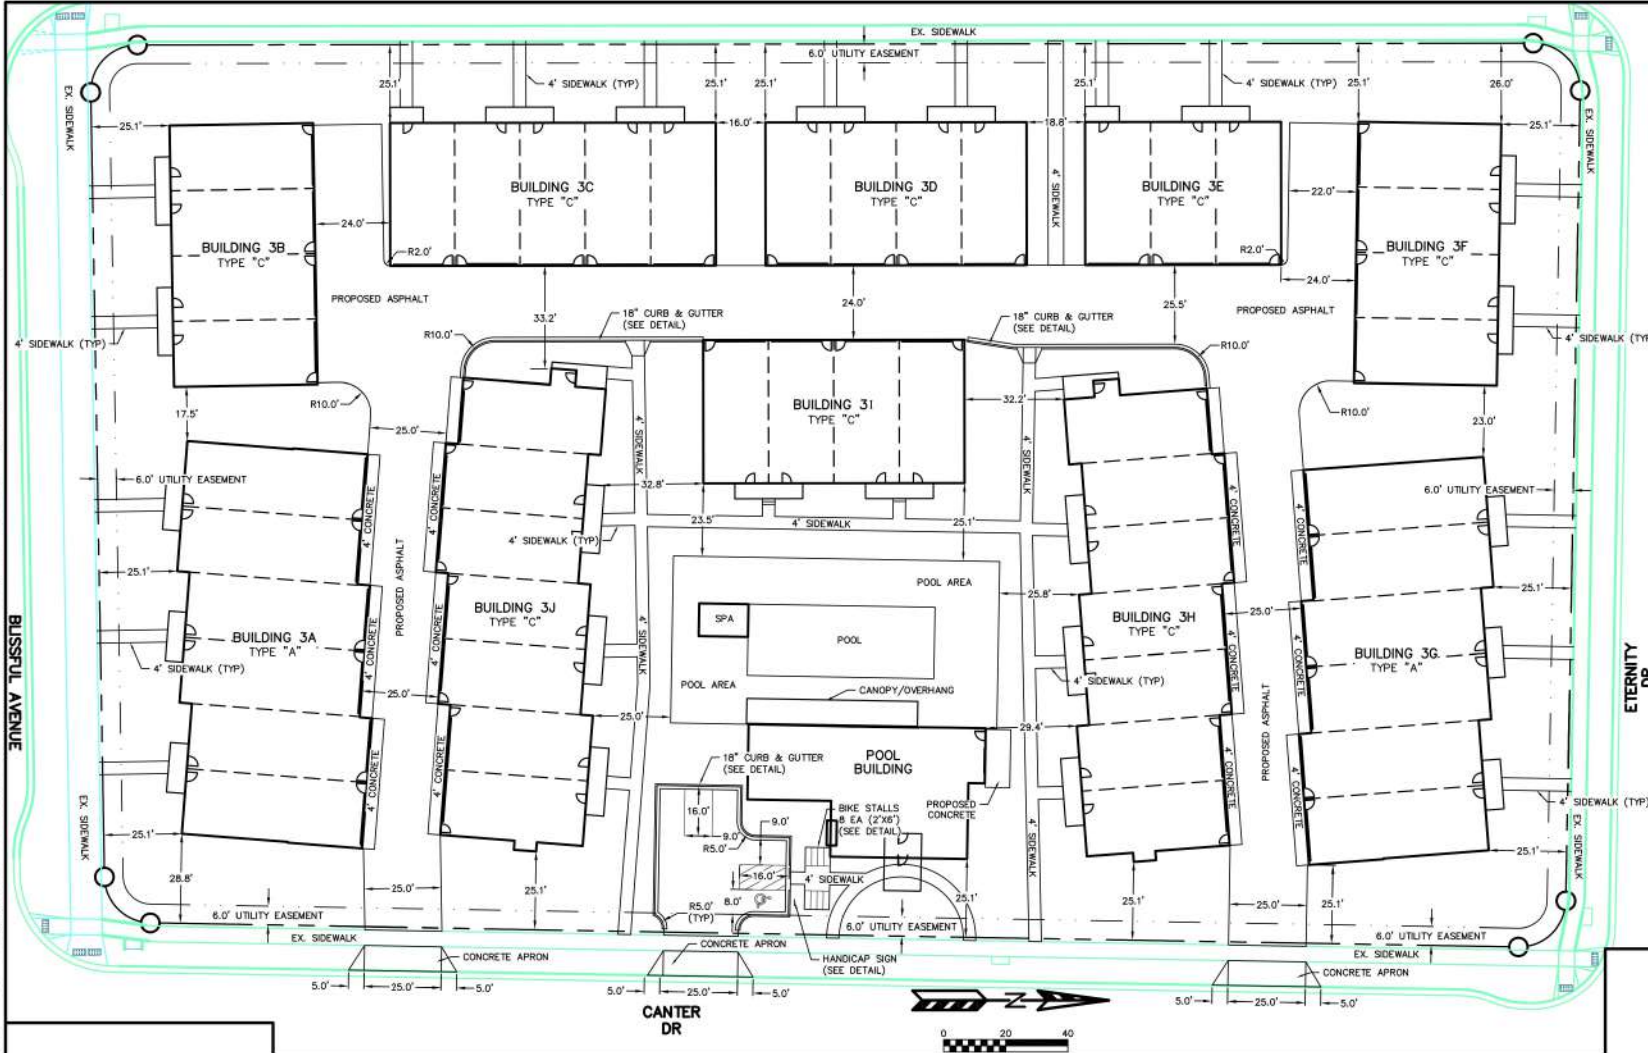 EX. SIDEWALK
6.0' UTILITY EASEMENT
25.1'
4' SIDEWALK (TYP)
25.1'
25.1'
25.1'
4' SIDEWALK (TYP)
25.1'
26.0'
EX. SIDEWALK
25.1'
16.0'
18.8'
25.1'
EX. SIDEWALK
BUILDING 3B
TYPE "C"
24.0'
BUILDING 3C
TYPE "C"
R2.0'
BUILDING 3D
TYPE "C"
4' SIDEWALK
BUILDING 3E
TYPE "C"
R2.0'
22.0'
24.0'
BUILDING 3F
TYPE "C"
PROPOSED ASPHALT
33.2'
18" CURB & GUTTER
(SEE DETAIL)
24.0'
18" CURB & GUTTER
(SEE DETAIL)
25.5'
PROPOSED ASPHALT
4' SIDEWALK (TYP)
R10.0'
R10.0'
4' SIDEWALK (TYP
R10.0'
R10.0'
17.5'
25.0'
4' SIDEWALK
BUILDING 3I
TYPE "C"
32.2'
4' SIDEWALK
23.0'
6.0' UTILITY EASEMENT
4' CONCRETE
4' CONCRETE
32.8'
23.5'
4' SIDEWALK
25.1'
4' SIDEWALK (TYP)
4' CONCRETE
4' CONCRETE
6.0' UTILITY EASEMENT
25.1'
PROPOSED ASPHALT
POOL AREA
25.8'
25.1'
BLISSFUL AVENUE
BUILDING 3A
TYPE "A"
4' SIDEWALK (TYP)
4' CONCRETE
4' CONCRETE
BUILDING 3J
TYPE "C"
25.0'
4' SIDEWALK
SPA
POOL
POOL AREA
CANOPY/OVERHANG
BUILDING 3H
TYPE "C"
4' SIDEWALK (TYP)
25.0'
4' CONCRETE
4' CONCRETE
BUILDING 3G
TYPE "A"
ETERNITY
DR
25.0'
29.4'
PROPOSED ASPHALT
4' CONCRETE
4' CONCRETE
18" CURB & GUTTER
(SEE DETAIL)
POOL
BUILDING
4' CONCRETE
4' CONCRETE
EX. SIDEWALK
25.1'
28.8'
16.0'
9.0'
9.0'
R5.0'
BIKE STALLS
8 EA (2'X6')
(SEE DETAIL)
PROPOSED
CONCRETE
4' SIDEWALK
4' SIDEWALK (TYP)
EX. SIDEWALK
25.1'
25.0'
25.1'
16.0'
8.0'
R5.0'
(TYP)
4' SIDEWALK
25.1'
25.1'
25.0'
25.1'
6.0' UTILITY EASEMENT
6.0' UTILITY EASEMENT
6.0' UTILITY EASEMENT
EX. SIDEWALK
CONCRETE APRON
CONCRETE APRON
HANDICAP SIGN
(SEE DETAIL)
EX. SIDEWALK
CONCRETE APRON
5.0'
25.0'
5.0'
5.0'
25.0'
5.0'
5.0'
25.0'
5.0'
CANTER
DR
N
0 20 40